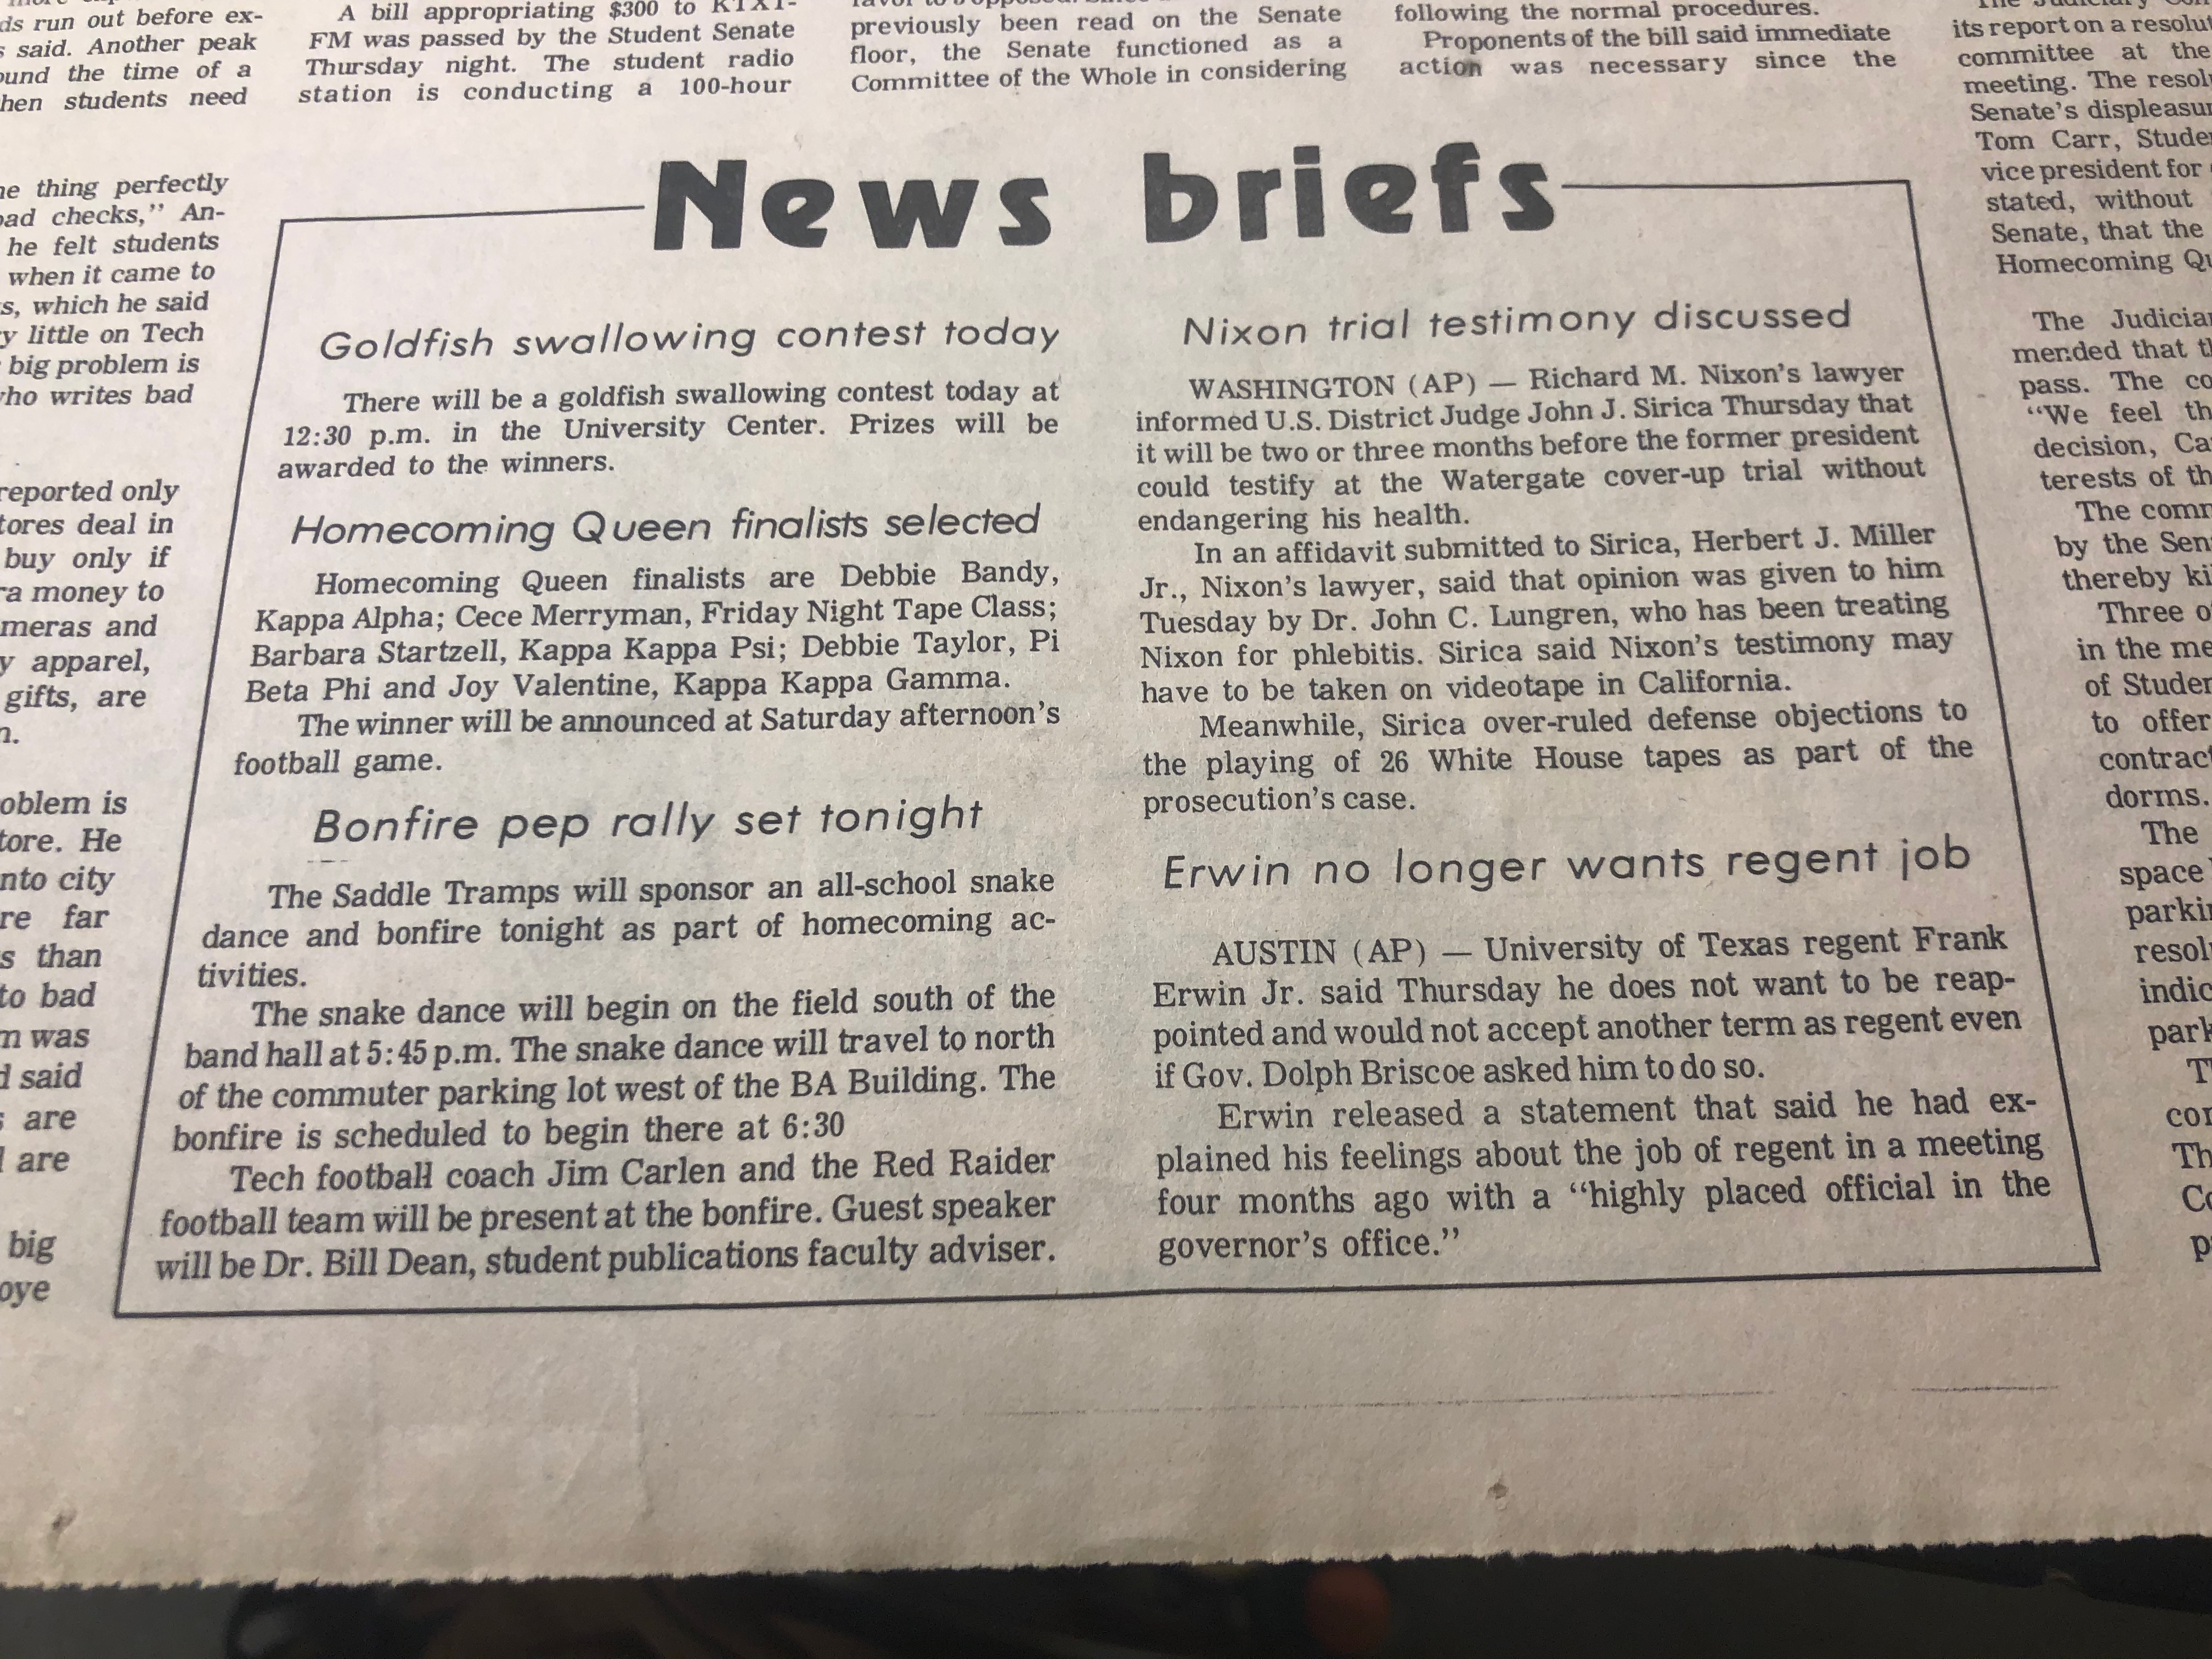 ds run out before ex-
said. Another peak
ound the time of a
hen students need
ne thing perfectly
bad checks,” An-
he felt students
when it came to
s, which he said
y little on Tech
big problem is
who writes bad
reported only
tores deal in
buy only if
ra money to
meras and
y apparel,
gifts, are
n.
oblem is
tore. He
nto city
re far
s than
to bad
m was
d said
s are
l are
big
oye
A bill appropriating $300 to KTXT-
FM was passed by the Student Senate
Thursday night. The student radio
station is conducting a 100-hour
previously been read on the Senate
floor, the Senate functioned as a
Committee of the Whole in considering
following the normal procedures.
Proponents of the bill said immediate
action was necessary since the
News briefs
Goldfish swallowing contest today
There will be a goldfish swallowing contest today at
12:30 p.m. in the University Center. Prizes will be
awarded to the winners.
Homecoming Queen finalists selected
Homecoming Queen finalists are Debbie Bandy,
Kappa Alpha; Cece Merryman, Friday Night Tape Class;
Barbara Startzell, Kappa Kappa Psi; Debbie Taylor, Pi
Beta Phi and Joy Valentine, Kappa Kappa Gamma.
The winner will be announced at Saturday afternoon’s
football game.
Bonfire pep rally set tonight
The Saddle Tramps will sponsor an all-school snake
dance and bonfire tonight as part of homecoming ac-
tivities.
The snake dance will begin on the field south of the
band hall at 5:45 p.m. The snake dance will travel to north
of the commuter parking lot west of the BA Building. The
bonfire is scheduled to begin there at 6:30
Tech football coach Jim Carlen and the Red Raider
football team will be present at the bonfire. Guest speaker
will be Dr. Bill Dean, student publications faculty adviser.
Nixon trial testimony discussed
WASHINGTON (AP) — Richard M. Nixon’s lawyer
informed U.S. District Judge John J. Sirica Thursday that
it will be two or three months before the former president
could testify at the Watergate cover-up trial without
endangering his health.
In an affidavit submitted to Sirica, Herbert J. Miller
Jr., Nixon’s lawyer, said that opinion was given to him
Tuesday by Dr. John C. Lungren, who has been treating
Nixon for phlebitis. Sirica said Nixon’s testimony may
have to be taken on videotape in California.
Meanwhile, Sirica over-ruled defense objections to
the playing of 26 White House tapes as part of the
prosecution’s case.
Erwin no longer wants regent job
AUSTIN (AP) — University of Texas regent Frank
Erwin Jr. said Thursday he does not want to be reap-
pointed and would not accept another term as regent even
if Gov. Dolph Briscoe asked him to do so.
Erwin released a statement that said he had ex-
plained his feelings about the job of regent in a meeting
four months ago with a “highly placed official in the
governor’s office.”
its report on a resolut
committee at the
meeting. The resol
Senate’s displeasur
Tom Carr, Studen
vice president for
stated, without
Senate, that the
Homecoming Qu
The Judiciar
mended that th
pass. The co
“We feel th
decision, Ca
terests of th
The comm
by the Sen
thereby ki
Three o
in the me
of Studen
to offer
contract
dorms.
The
space
parkin
resolu
indic
park
T
con
Th
Co
p